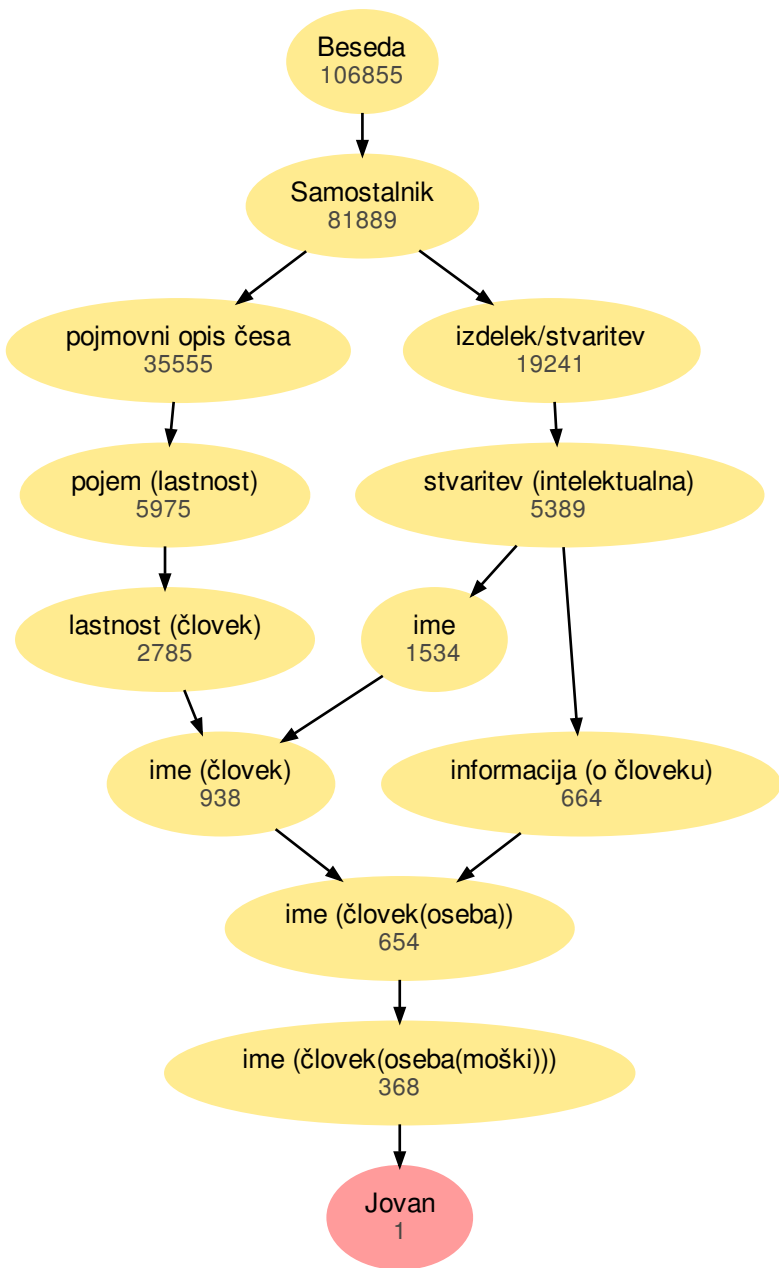 Beseda
106855
Samostalnik
81889
pojmovni opis česa
35555
izdelek/stvaritev
19241
pojem (lastnost)
5975
stvaritev (intelektualna)
5389
lastnost (človek)
2785
ime
1534
ime (človek)
938
informacija (o človeku)
664
ime (človek(oseba))
654
ime (človek(oseba(moški)))
368
Jovan
1